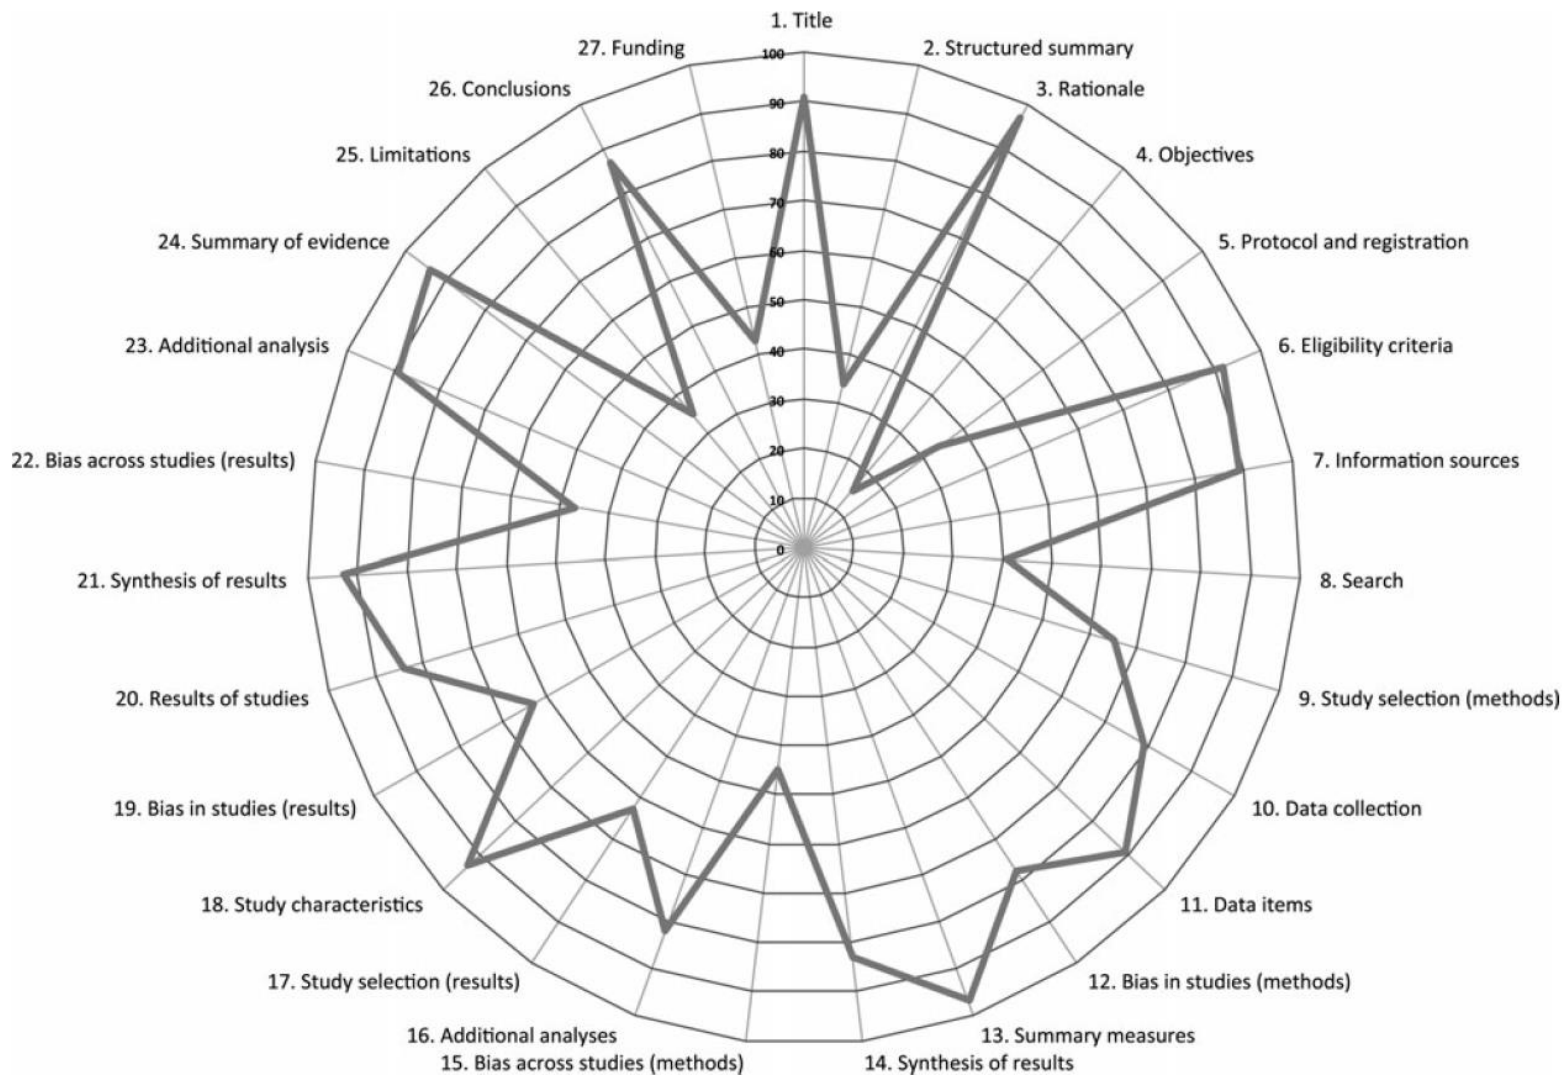 1. Title
2. Structured summary
3. Rationale
4. Objectives
5. Protocol and registration
6. Eligibility criteria
7. Information sources
8. Search
9. Study selection (methods)
10. Data collection
11. Data items
12. Bias in studies (methods)
13. Summary measures
14. Synthesis of results
15. Bias across studies (methods)
16. Additional analyses
17. Study selection (results)
18. Study characteristics
19. Bias in studies (results)
20. Results of studies
21. Synthesis of results
22. Bias across studies (results)
23. Additional analysis
24. Summary of evidence
25. Limitations
26. Conclusions
27. Funding
100
90
80
70
60
50
40
30
20
10
0